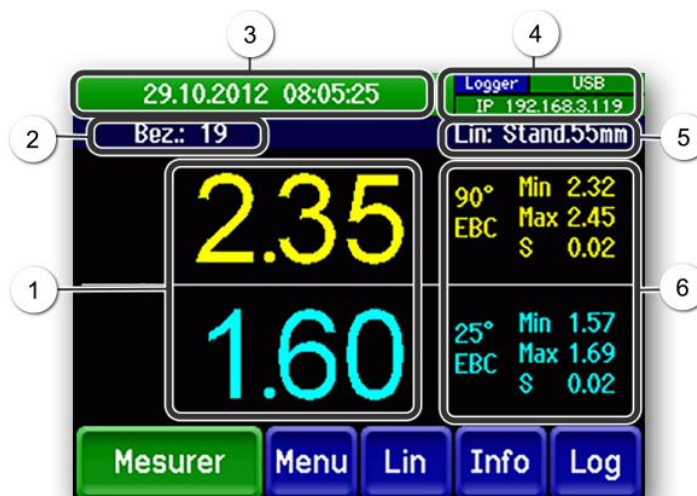 3
4
29.10.2012 08:05:25
Logger USB
IP 192.168.3.119
2
Bez.: 19
Lin: Stand.55mm
5
2.35
90° EBC
Min 2.32
Max 2.45
S 0.02
1
6
1.60
25° EBC
Min 1.57
Max 1.69
S 0.02
Mesurer Menu Lin Info Log